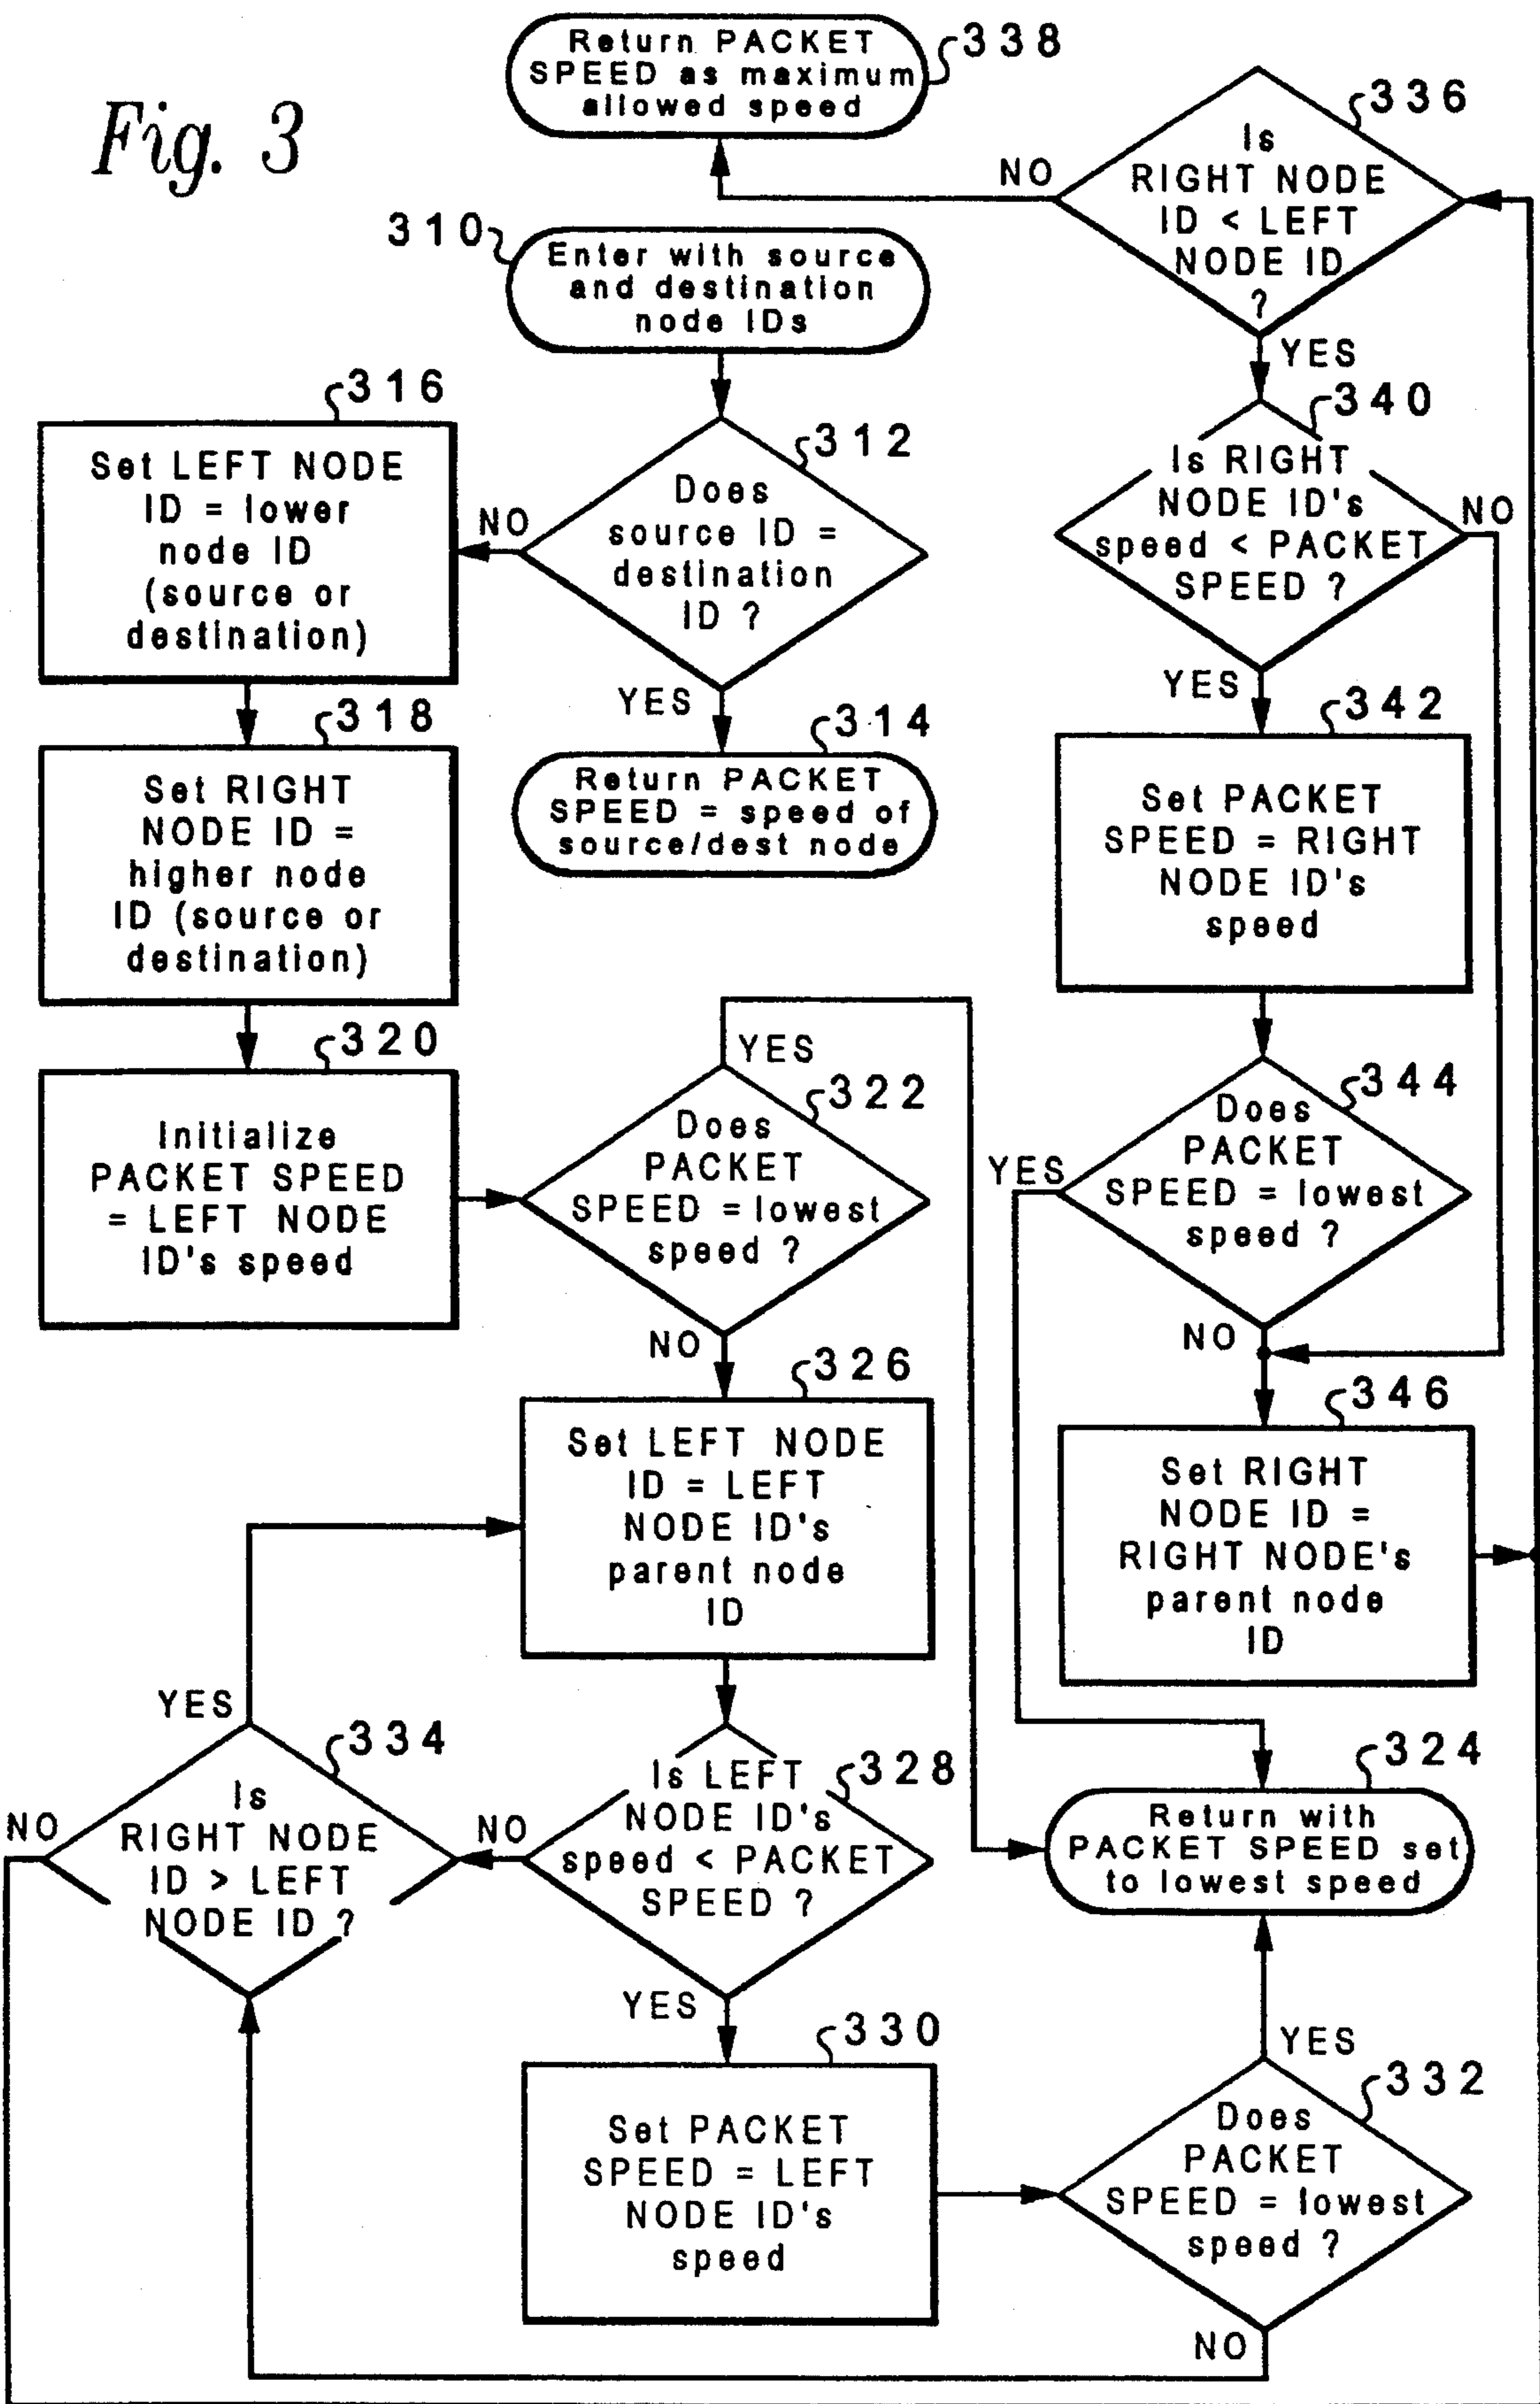 Fig. 3
Return PACKET
SPEED as maximum
allowed speed
338
336
Is
RIGHT NODE
ID < LEFT
NODE ID
?
NO
YES
310
Enter with source
and destination
node IDs
312
Does
source ID =
destination
ID ?
NO
YES
314
Return PACKET
SPEED = speed of
source/dest node
316
Set LEFT NODE
ID = lower
node ID
(source or
destination)
318
Set RIGHT
NODE ID =
higher node
ID (source or
destination)
320
Initialize
PACKET SPEED
= LEFT NODE
ID's speed
322
Does
PACKET
SPEED = lowest
speed ?
YES
NO
326
Set LEFT NODE
ID = LEFT
NODE ID's
parent node
ID
328
Is LEFT
NODE ID's
speed < PACKET
SPEED ?
NO
YES
334
Is
RIGHT NODE
ID > LEFT
NODE ID ?
YES
NO
330
Set PACKET
SPEED = LEFT
NODE ID's
speed
332
Does
PACKET
SPEED = lowest
speed ?
YES
NO
340
Is RIGHT
NODE ID's
speed < PACKET
SPEED ?
NO
YES
342
Set PACKET
SPEED = RIGHT
NODE ID's
speed
344
Does
PACKET
SPEED = lowest
speed ?
YES
NO
346
Set RIGHT
NODE ID =
RIGHT NODE's
parent node
ID
324
Return with
PACKET SPEED set
to lowest speed